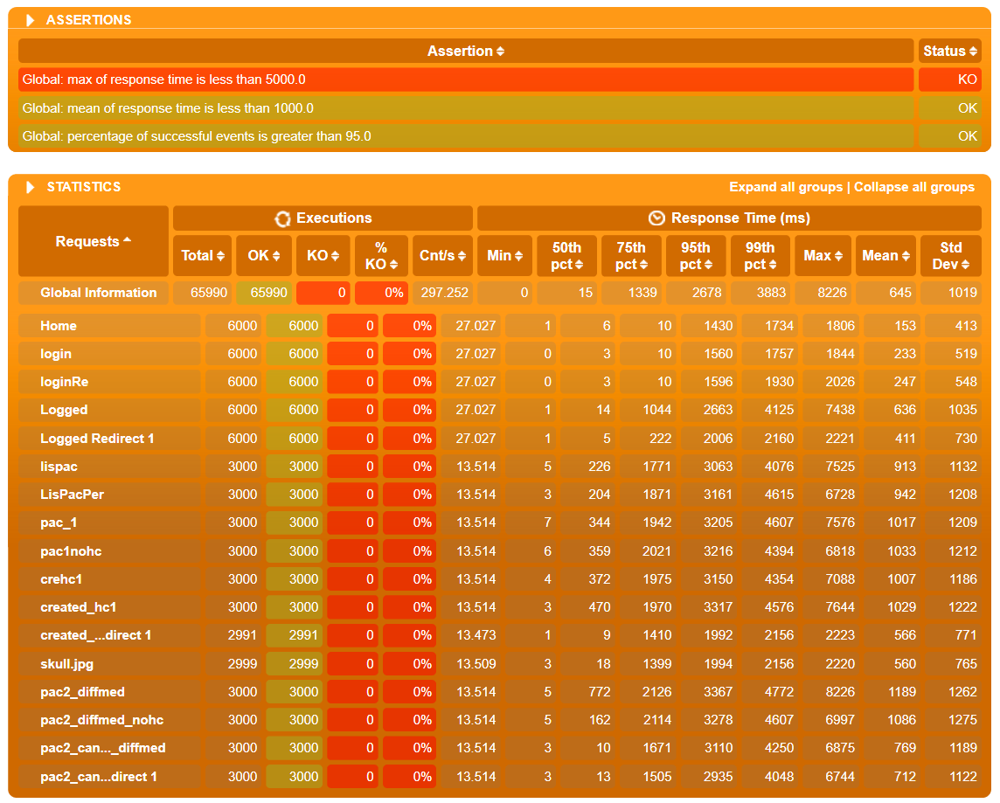 ASSERTIONS
Assertion Status
Global: max of response time is less than 5000.0 KO
Global: mean of response time is less than 1000.0 OK
Global: percentage of successful events is greater than 95.0 OK
STATISTICS Expand all groups | Collapse all groups
Requests Executions Response Time (ms)
Total OK KO % KO Cnt/s Min 50th pct 75th pct 95th pct 99th pct Max Mean Std Dev
Global Information 65990 65990 0 0% 297.252 0 15 1339 2678 3883 8226 645 1019
Home 6000 6000 0 0% 27.027 1 6 10 1430 1734 1806 153 413
login 6000 6000 0 0% 27.027 0 3 10 1560 1757 1844 233 519
loginRe 6000 6000 0 0% 27.027 0 3 10 1596 1930 2026 247 548
Logged 6000 6000 0 0% 27.027 1 14 1044 2663 4125 7438 636 1035
Logged Redirect 1 6000 6000 0 0% 27.027 1 5 222 2006 2160 2221 411 730
lispac 3000 3000 0 0% 13.514 5 226 1771 3063 4076 7525 913 1132
LisPacPer 3000 3000 0 0% 13.514 3 204 1871 3161 4615 6728 942 1208
pac_1 3000 3000 0 0% 13.514 7 344 1942 3205 4607 7576 1017 1209
pac1nohc 3000 3000 0 0% 13.514 6 359 2021 3216 4394 6818 1033 1212
crehc1 3000 3000 0 0% 13.514 4 372 1975 3150 4354 7088 1007 1186
created_hc1 3000 3000 0 0% 13.514 3 470 1970 3317 4576 7644 1029 1222
created_...direct 1 2991 2991 0 0% 13.473 1 9 1410 1992 2156 2223 566 771
skull.jpg 2999 2999 0 0% 13.509 3 18 1399 1994 2156 2220 560 765
pac2_diffmed 3000 3000 0 0% 13.514 5 772 2126 3367 4772 8226 1189 1262
pac2_diffmed_nohc 3000 3000 0 0% 13.514 5 162 2114 3278 4607 6997 1086 1275
pac2_can..._diffmed 3000 3000 0 0% 13.514 3 10 1671 3110 4250 6875 769 1189
pac2_can...direct 1 3000 3000 0 0% 13.514 3 13 1505 2935 4048 6744 712 1122